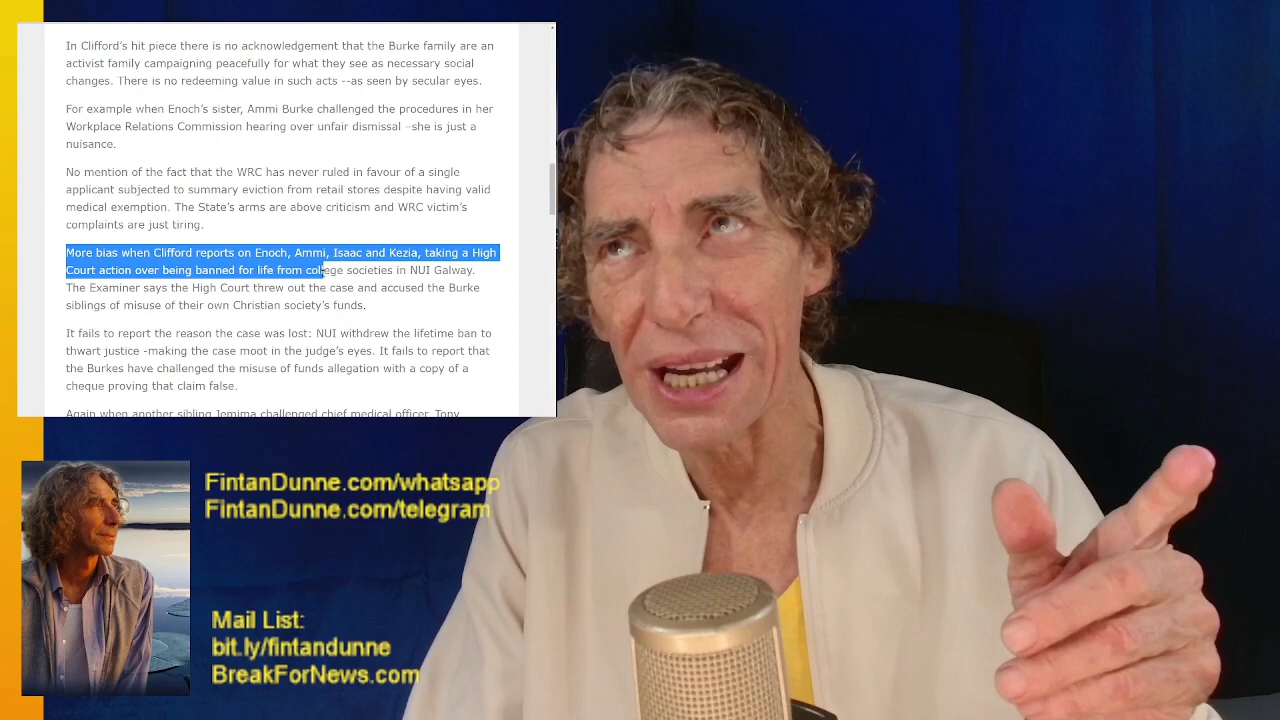 In Clifford’s hit piece there is no acknowledgement that the Burke family are an
activist family campaigning peacefully for what they see as necessary social
changes. There is no redeeming value in such acts --as seen by secular eyes.
For example when Enoch’s sister, Ammi Burke challenged the procedures in her
Workplace Relations Commission hearing over unfair dismissal –she is just a
nuisance.
No mention of the fact that the WRC has never ruled in favour of a single
applicant subjected to summary eviction from retail stores despite having valid
medical exemption. The State’s arms are above criticism and WRC victim’s
complaints are just tiring.
More bias when Clifford reports on Enoch, Ammi, Isaac and Kezia, taking a High
Court action over being banned for life from college societies in NUI Galway.
The Examiner says the High Court threw out the case and accused the Burke
siblings of misuse of their own Christian society’s funds.
It fails to report the reason the case was lost: NUI withdrew the lifetime ban to
thwart justice -making the case moot in the judge’s eyes. It fails to report that
the Burkes have challenged the misuse of funds allegation with a copy of a
cheque proving that claim false.
Again when another sibling Jemima challenged chief medical officer, Tony
FintanDunne.com/whatsapp
FintanDunne.com/telegram
Mail List:
bit.ly/fintandunne
BreakForNews.com